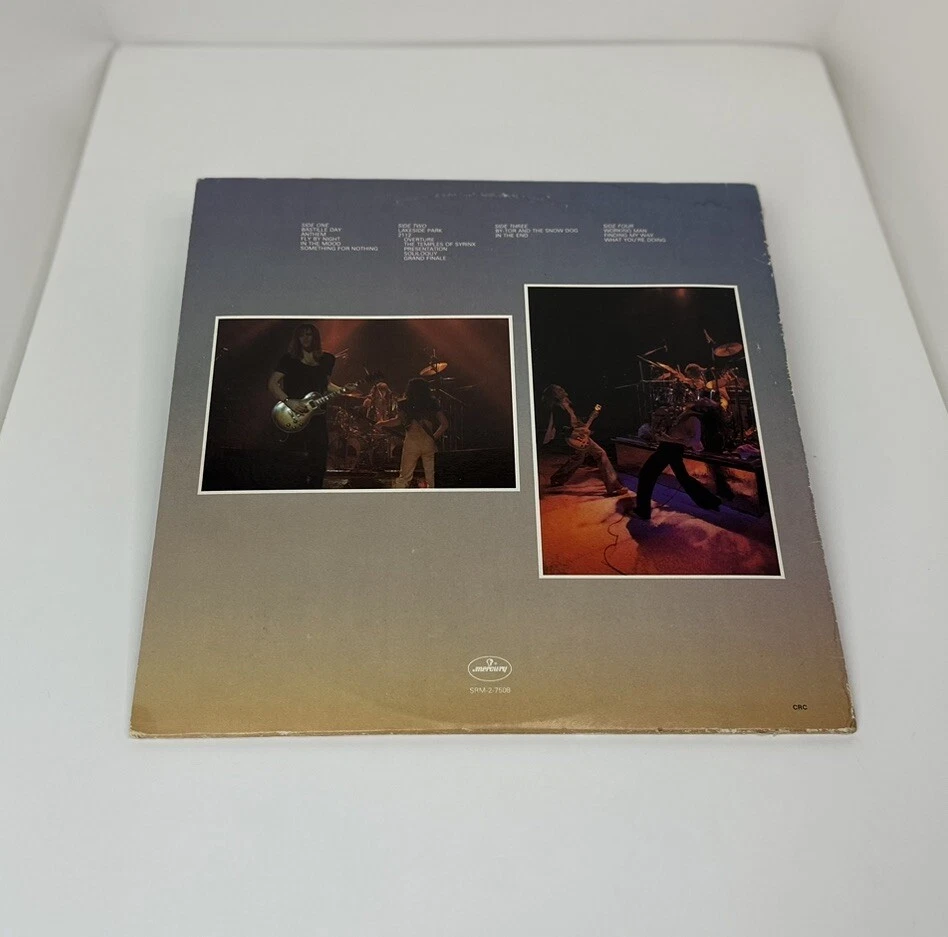 SIDE ONE
BASTILLE DAY
ANTHEM
FLY BY NIGHT
IN THE MOOD
SOMETHING FOR NOTHING
SIDE TWO
LAKESIDE PARK
2112
OVERTURE
THE TEMPLES OF SYRINX
PRESENTATION
SOLILOQUY
GRAND FINALE
SIDE THREE
BY-TOR AND THE SNOW DOG
IN THE END
SIDE FOUR
WORKING MAN
FINDING MY WAY
WHAT YOU'RE DOING
mercury
SRM-2-7508
CRC